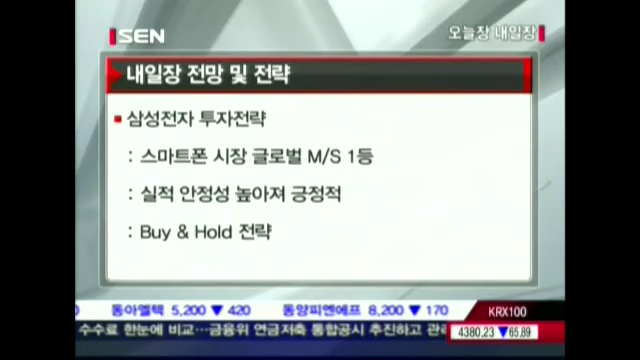 SEN
오늘장 내일장
내일장 전망 및 전략
삼성전자 투자전략
: 스마트폰 시장 글로벌 M/S 1등
: 실적 안정성 높아져 긍정적
: Buy & Hold 전략
0 동아엘텍 5,200 ▼ 420 동양피엔에프 8,200 ▼ 170 KRX100
수수료 한눈에 비교…금융위 연금저축 통합공시 추진하고 관리 4380.23 ▼65.89